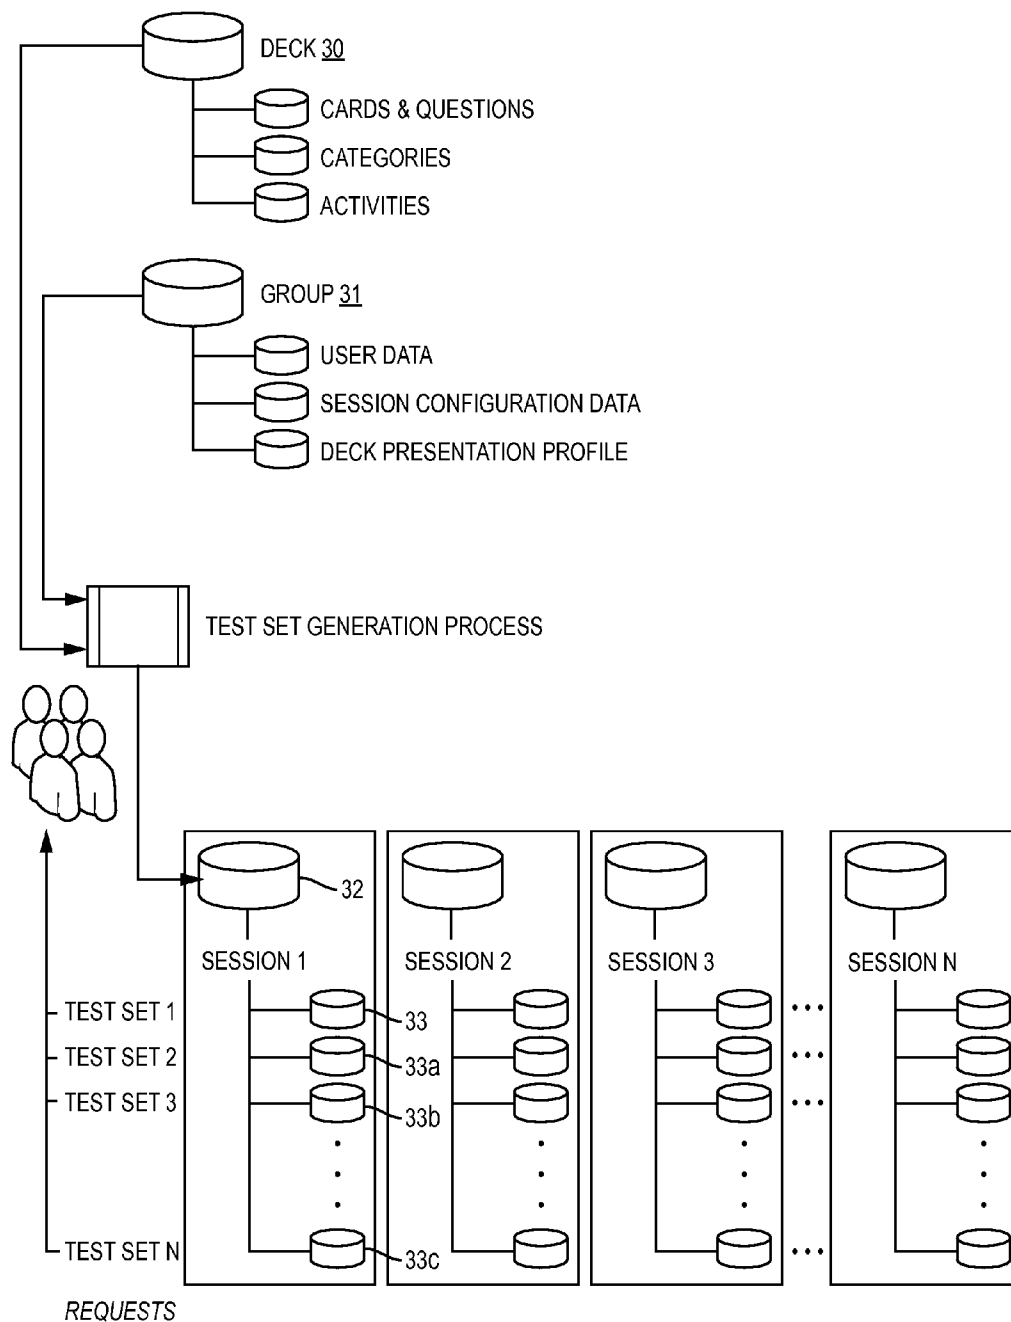 DECK 30
CARDS & QUESTIONS
CATEGORIES
ACTIVITIES
GROUP 31
USER DATA
SESSION CONFIGURATION DATA
DECK PRESENTATION PROFILE
TEST SET GENERATION PROCESS
32
SESSION 1
SESSION 2
SESSION 3
SESSION N
TEST SET 1
33
TEST SET 2
33a
TEST SET 3
33b
TEST SET N
33c
REQUESTS